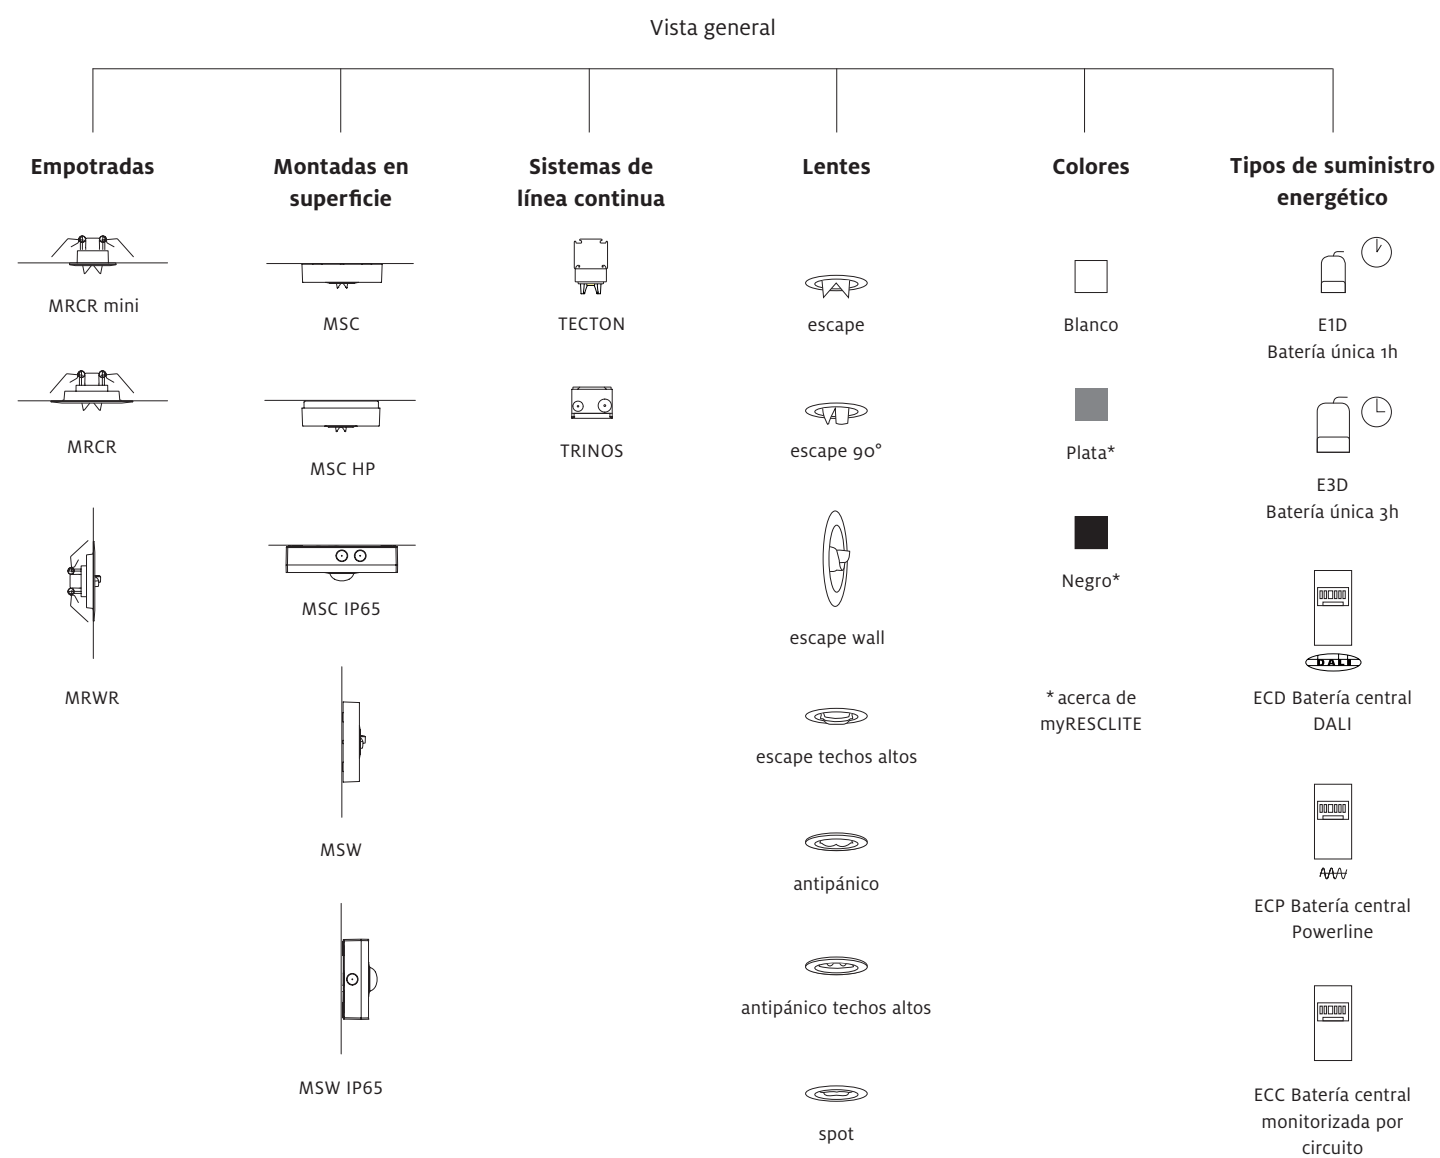 Vista general
Empotradas
MRCR mini
MRCR
MRWR
Montadas en
superficie
MSC
MSC HP
MSC IP65
MSW
MSW IP65
Sistemas de
línea continua
TECTON
TRINOS
Lentes
escape
escape 90°
escape wall
escape techos altos
antipánico
antipánico techos altos
spot
Colores
Blanco
Plata*
Negro*
* acerca de
myRESCLITE
Tipos de suministro
energético
E1D
Batería única 1h
E3D
Batería única 3h
DALI
ECD Batería central
DALI
ECP Batería central
Powerline
ECC Batería central
monitorizada por
circuito